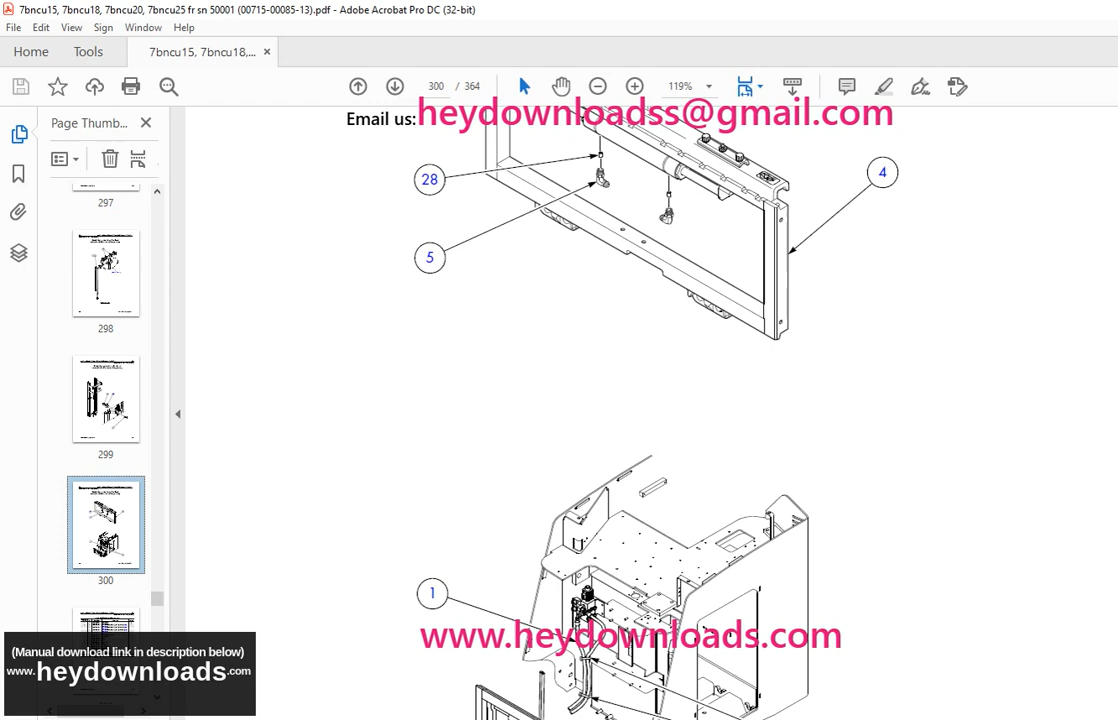 7bncu15, 7bncu18, 7bncu20, 7bncu25 fr sn 50001 (00715-00085-13).pdf - Adobe Acrobat Pro DC (32-bit)
File Edit View Sign Window Help
Home Tools 7bncu15, 7bncu18,... ×
300 / 364 119%
Email us: heydownloadss@gmail.com
Page Thumb...
297
28
4
5
298
299
300
1
www.heydownloads.com
(Manual download link in description below)
www.heydownloads.com